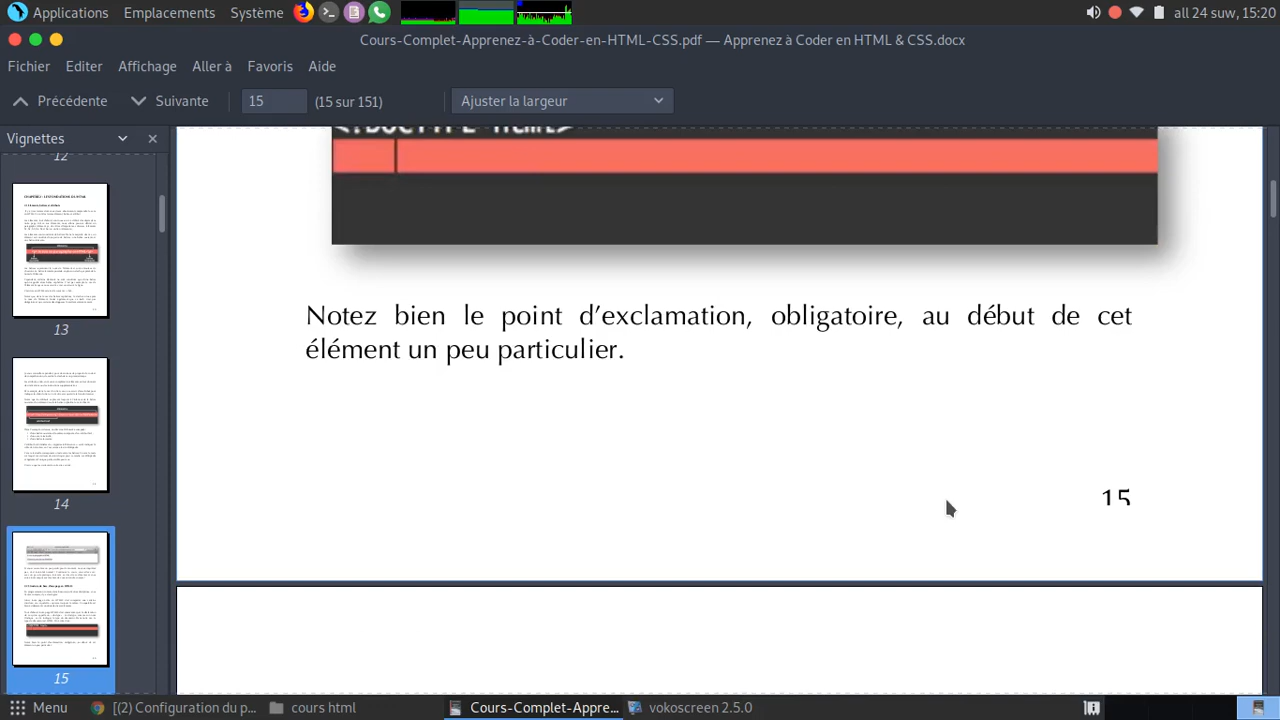 Applications Emplacements Système all 24 suw, 15:
Cours-Complet-Apprenez-à-Coder-en-HTML-CSS.pdf — Apprenez à Coder en HTML & CSS.docx
Fichier Editer Affichage Aller à Favoris Aide
Précédente Suivante 15 (15 sur 151) Ajuster la largeur
Vignettes
12
<!DOCTYPE html>
13
Notez bien le point d’exclamation, obligatoire, au début de cet
élément un peu particulier.
14
15
15
Menu [(2) Configuration du p... cours html Cours-Complet-Appre... vokoscreen 2.5.0